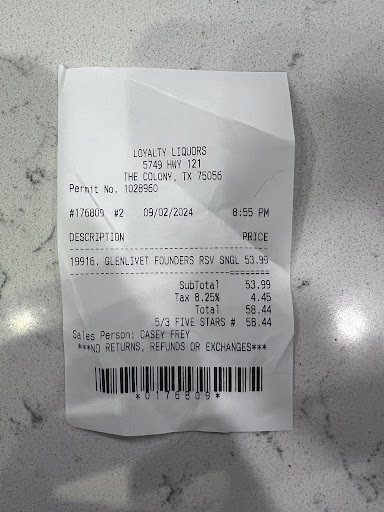 LOYALTY LIQUORS
5749 HWY 121
THE COLONY, TX 75056
Permit No. 1028960
#176809 #2 09/02/2024 8:55 PM
DESCRIPTION PRICE
19916. GLENLIVET FOUNDERS RSV SNGL 53.99
SubTotal 53.99
Tax 8.25% 4.45
Total 58.44
5/3 FIVE STARS # 58.44
Sales Person: CASEY FREY
***NO RETURNS, REFUNDS OR EXCHANGES***
*0176809*